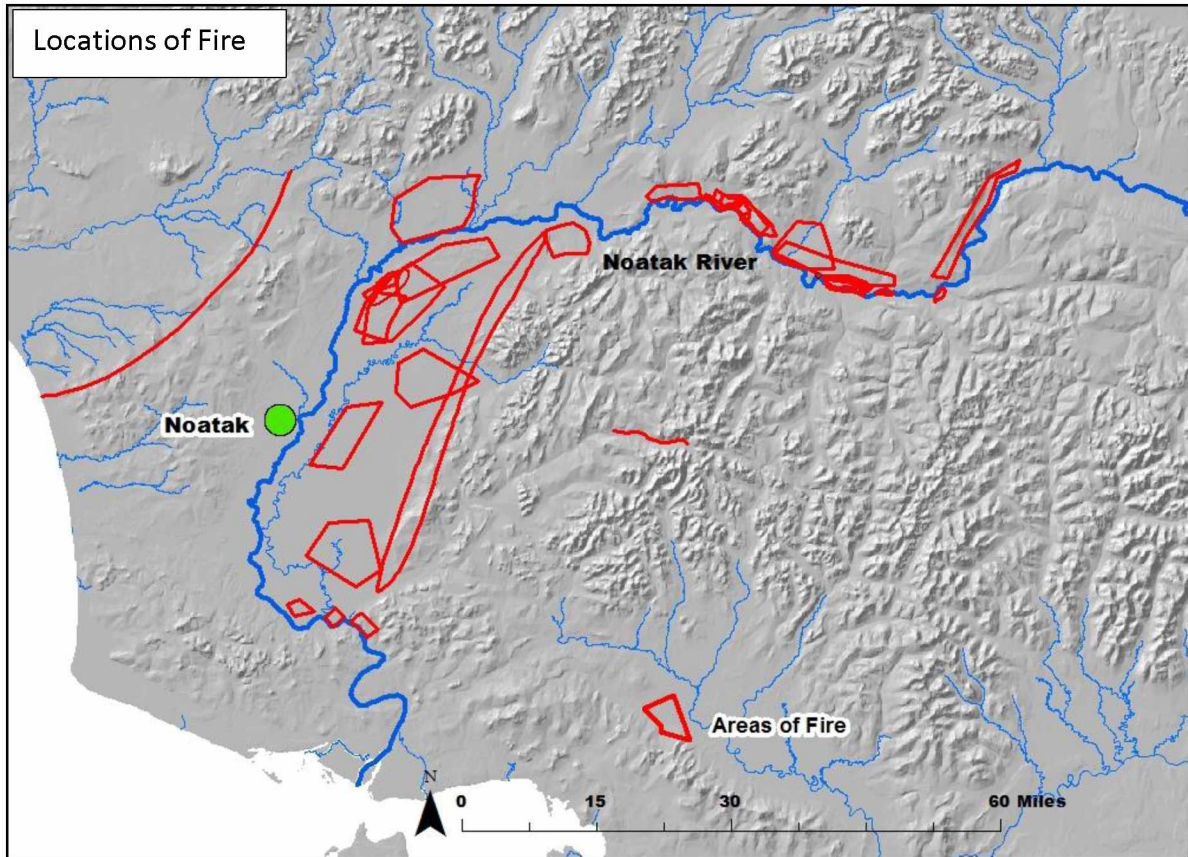 Locations of Fire
Noatak River
Noatak
Areas of Fire
N
0 15 30 60 Miles